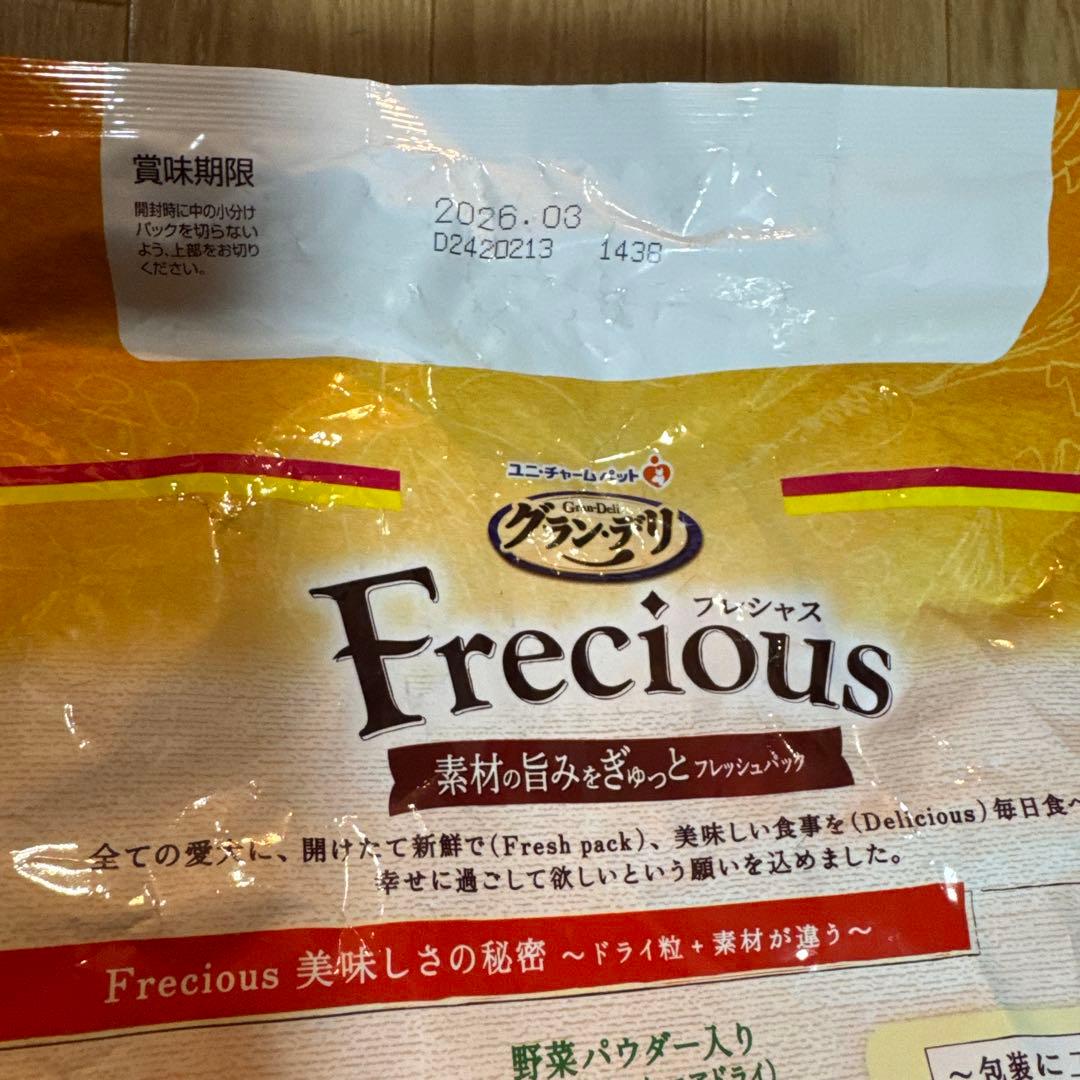 賞味期限
開封時に中の小分け
パックを切らない
よう、上部をお切り
ください。
2026.03
D2420213 1438
ユニ・チャームペット
Gran-Deli
グラン・デリ
フレシャス
Frecious
素材の旨みをぎゅっとフレッシュパック
全ての愛犬に、開けたて新鮮で(Fresh pack)、美味しい食事を(Delicious)毎日食べ
幸せに過ごして欲しいという願いを込めました。
Frecious 美味しさの秘密 ~ドライ粒+素材が違う~
野菜パウダー入り
~包装に